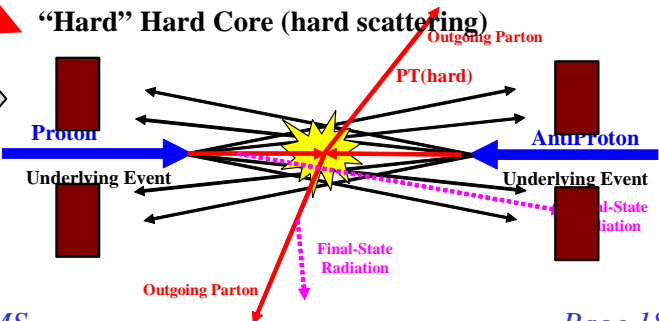 “Hard” Hard Core (hard scattering)
Outgoing Parton
PT(hard)
Proton
AntiProton
Underlying Event
Underlying Event
Final-State
Radiation
Outgoing Parton
Page